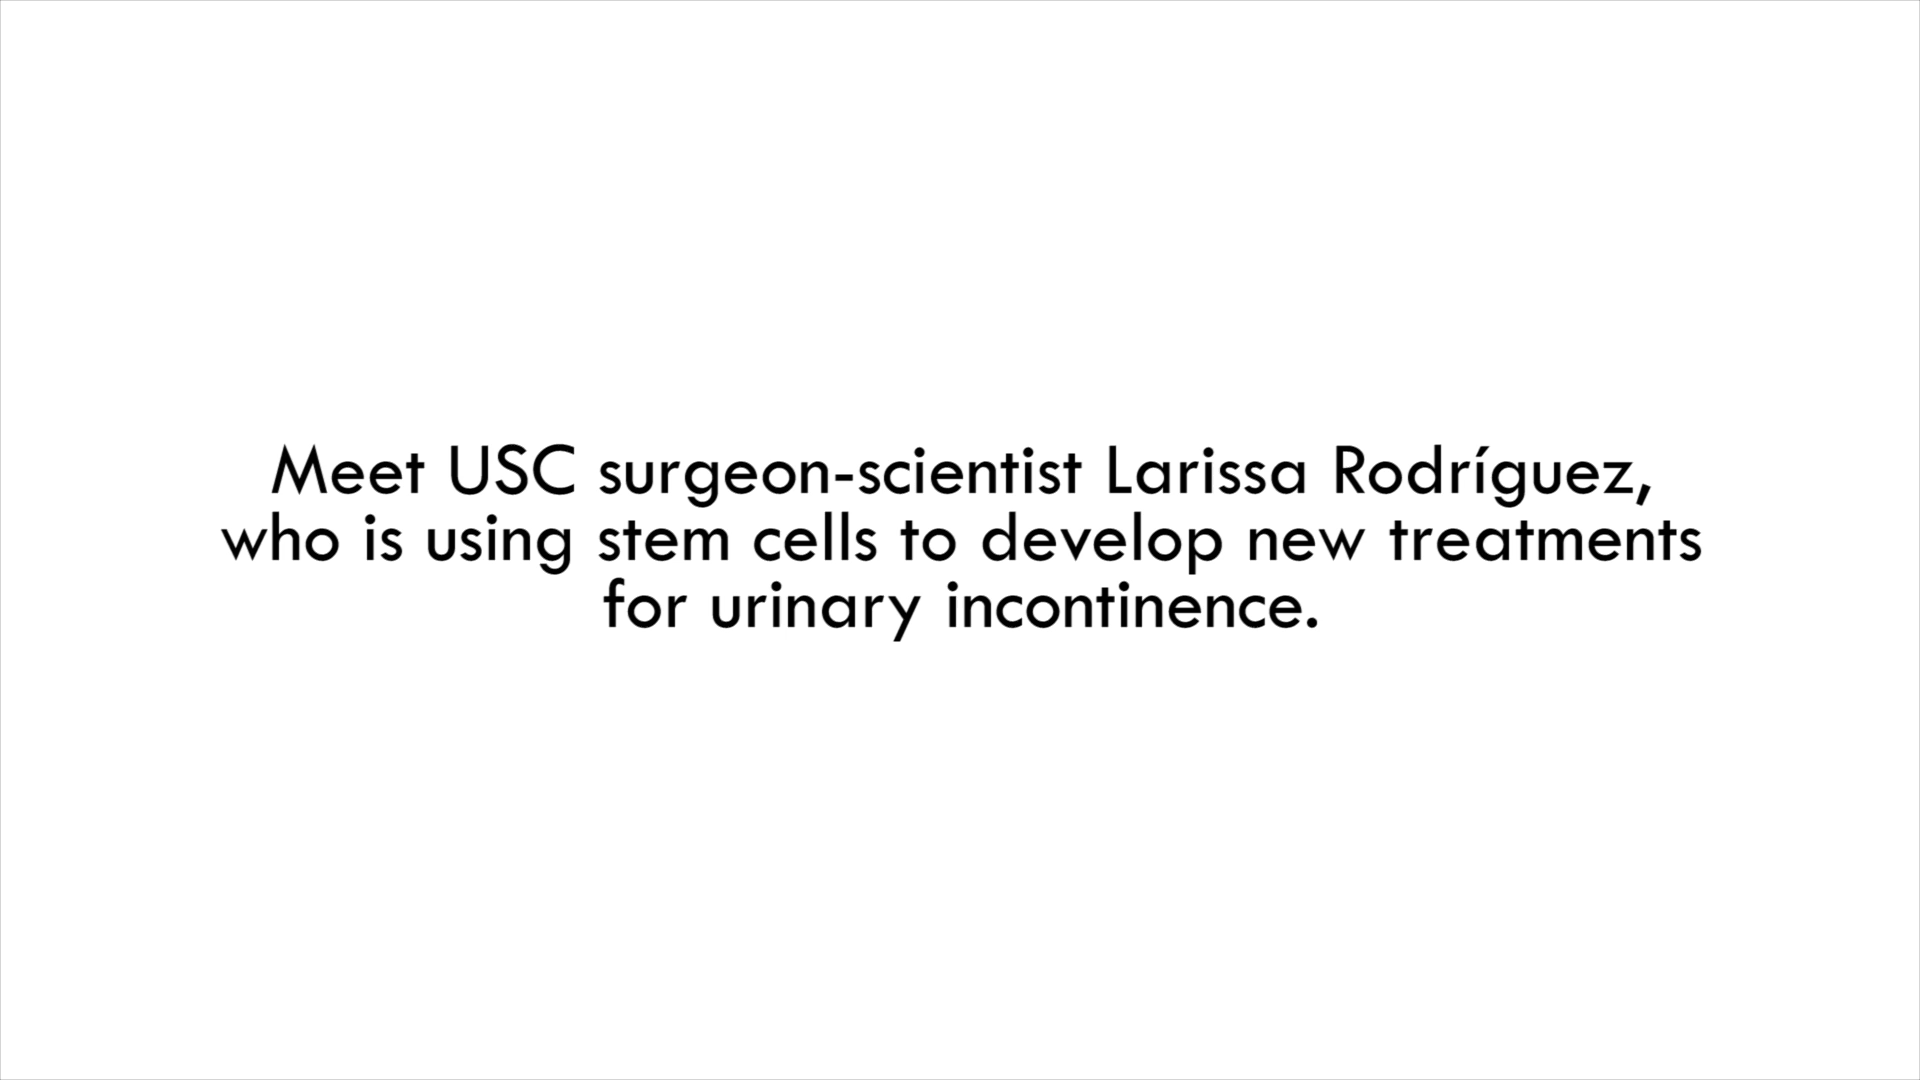 Meet USC surgeon-scientist Larissa Rodríguez,
who is using stem cells to develop new treatments
for urinary incontinence.